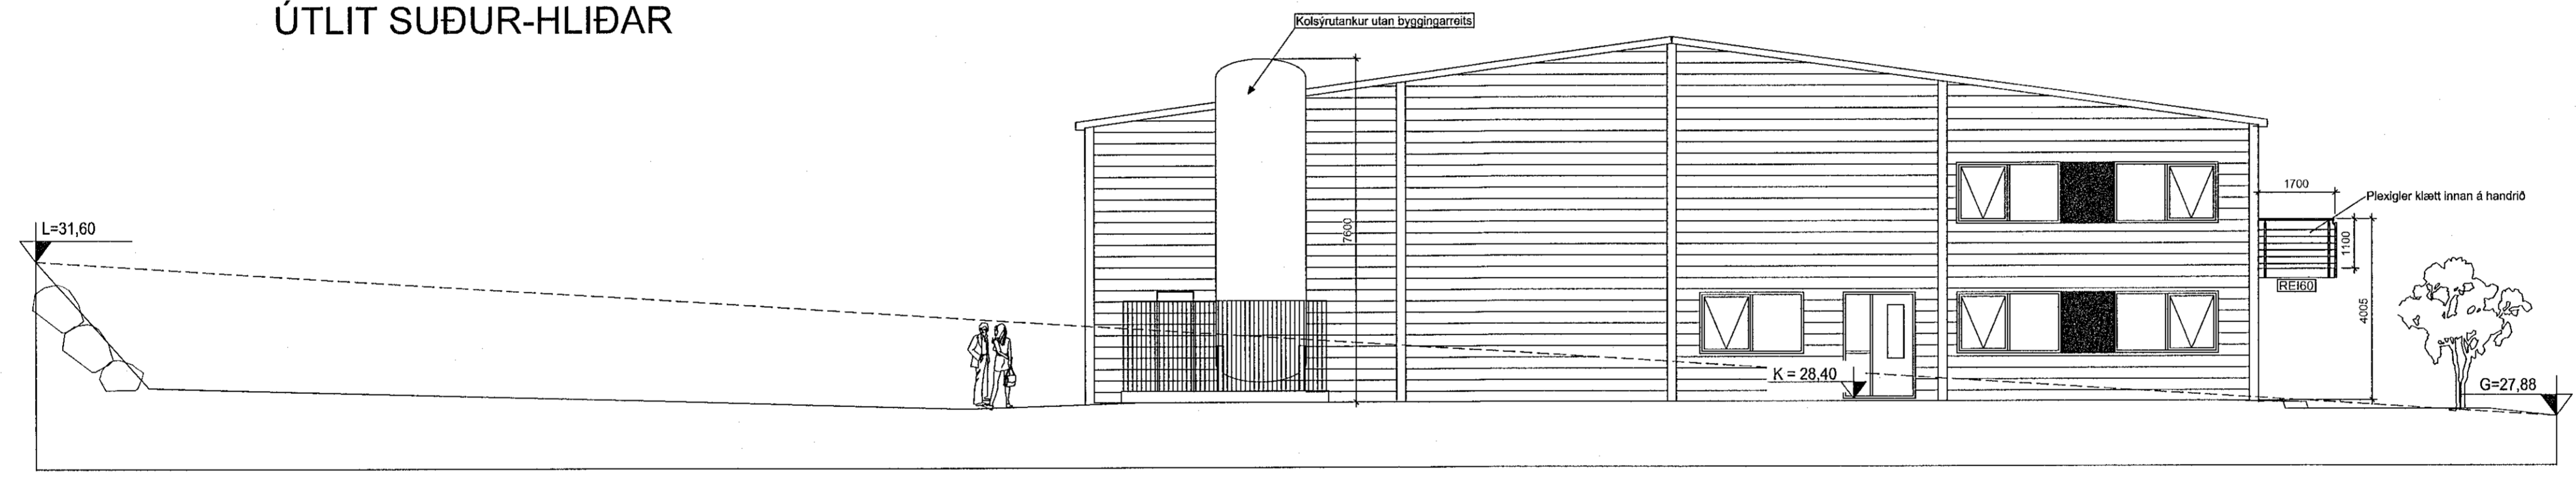 ÚTLIT SUÐUR-HLIÐAR
Kolsýrutankur utan byggingarreits
1700
Plexigler klætt innan á handrið
L=31,60
7600
1100
REI60
4005
K = 28,40
G=27,88